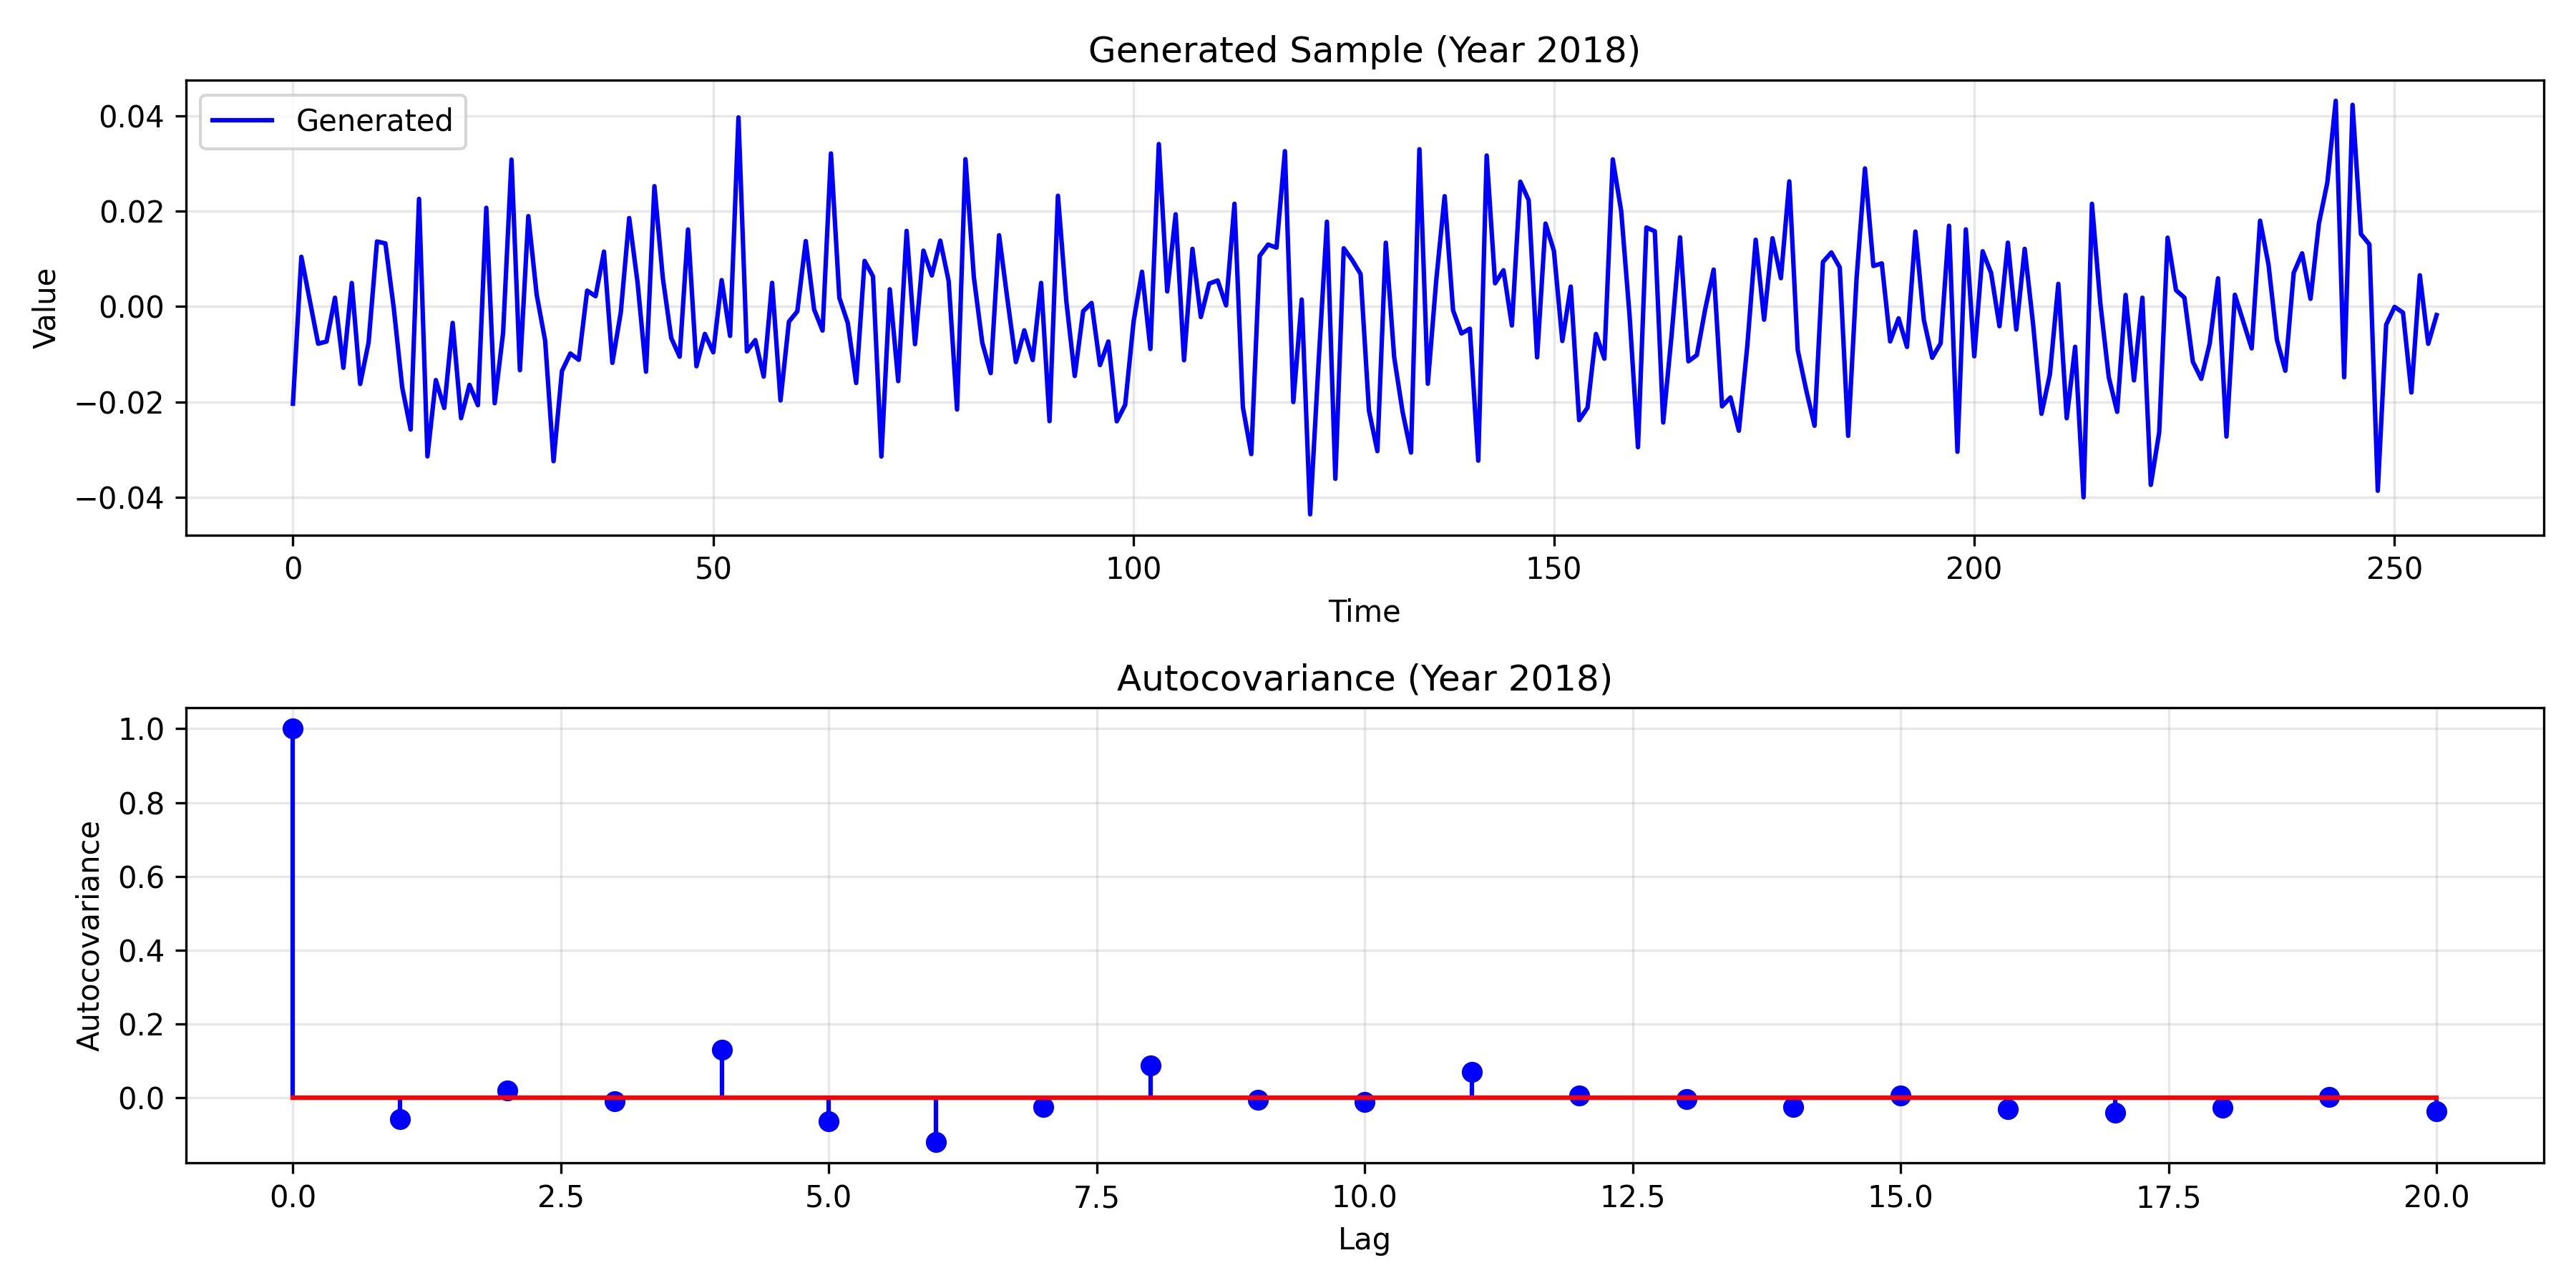 Generated Sample (Year 2018)
Generated
0.04
0.02
0.00
−0.02
−0.04
Value
0 50 100 150 200 250
Time
Autocovariance (Year 2018)
1.0
0.8
0.6
0.4
0.2
0.0
Autocovariance
0.0 2.5 5.0 7.5 10.0 12.5 15.0 17.5 20.0
Lag